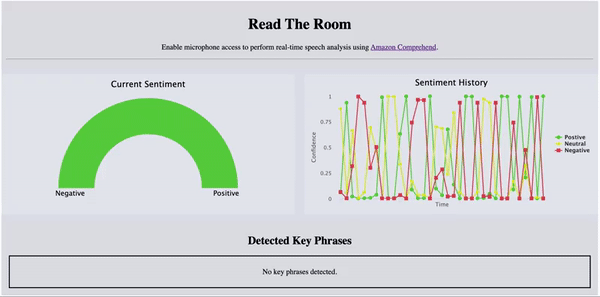 Read The Room
Enable microphone access to perform real-time speech analysis using Amazon Comprehend.
Current Sentiment
Negative
Positive
Sentiment History
1
0.75
0.5
0.25
0
Confidence
Time
Postive
Neutral
Negative
Detected Key Phrases
No key phrases detected.